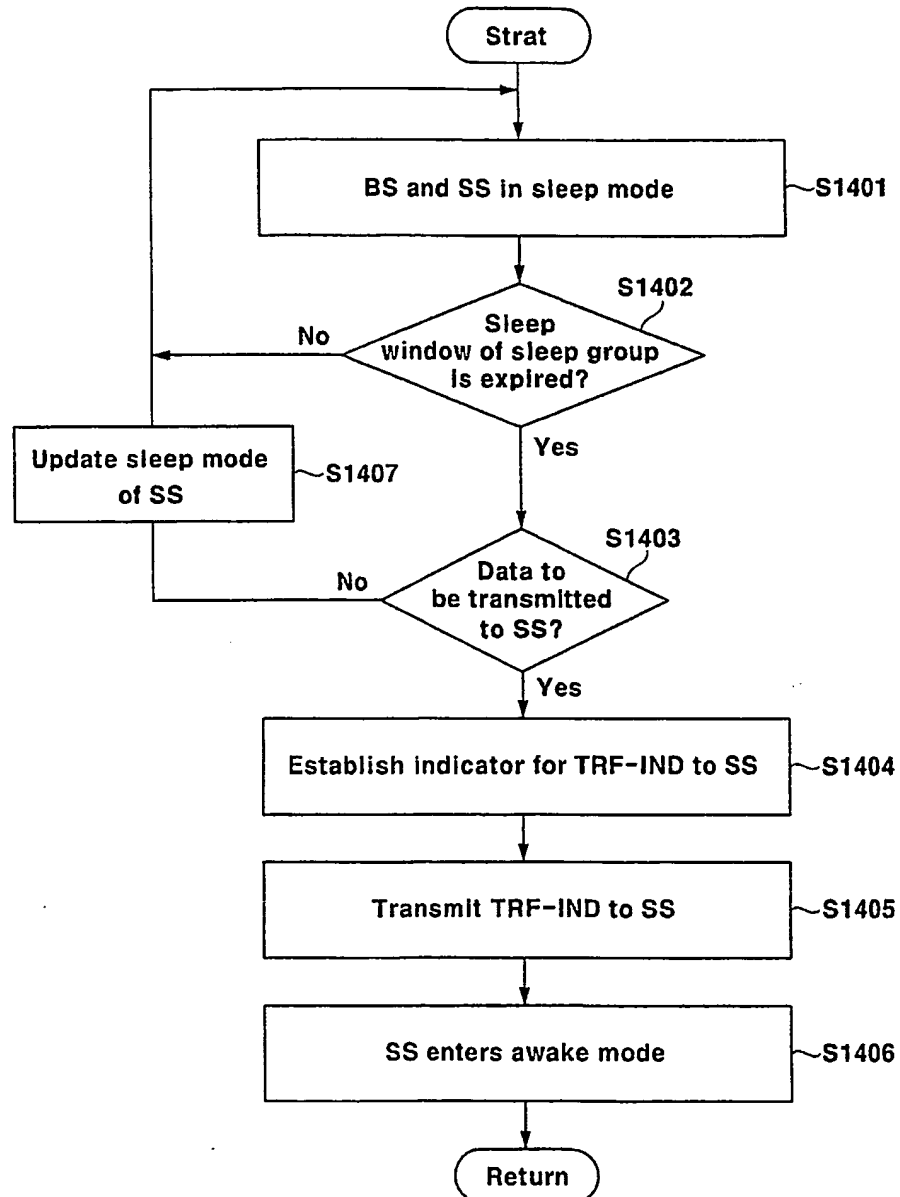 Strat
BS and SS in sleep mode
S1401
S1402
Sleep
window of sleep group
is expired?
No
Yes
Update sleep mode
of SS
S1407
S1403
Data to
be transmitted
to SS?
No
Yes
Establish indicator for TRF-IND to SS
S1404
Transmit TRF-IND to SS
S1405
SS enters awake mode
S1406
Return